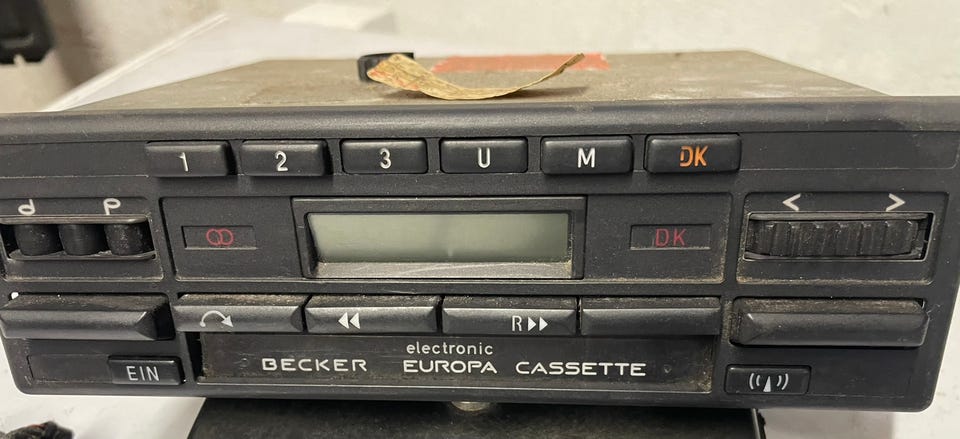 1 2 3 U M DK
< >
DK
R
EIN
electronic
BECKER EUROPA CASSETTE